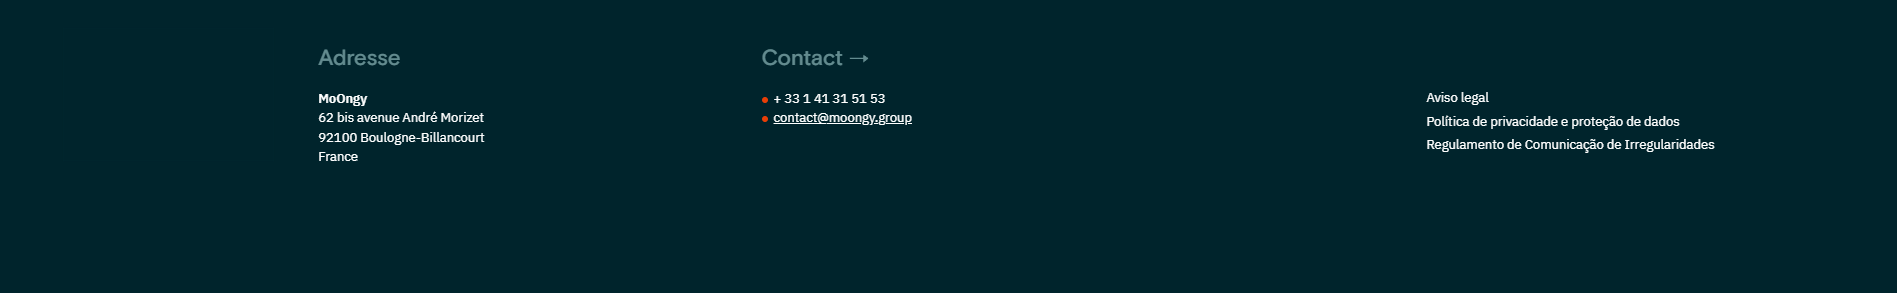 Adresse
MoOngy
62 bis avenue André Morizet
92100 Boulogne-Billancourt
France
Contact →
+ 33 1 41 31 51 53
contact@moongy.group
Aviso legal
Política de privacidade e proteção de dados
Regulamento de Comunicação de Irregularidades